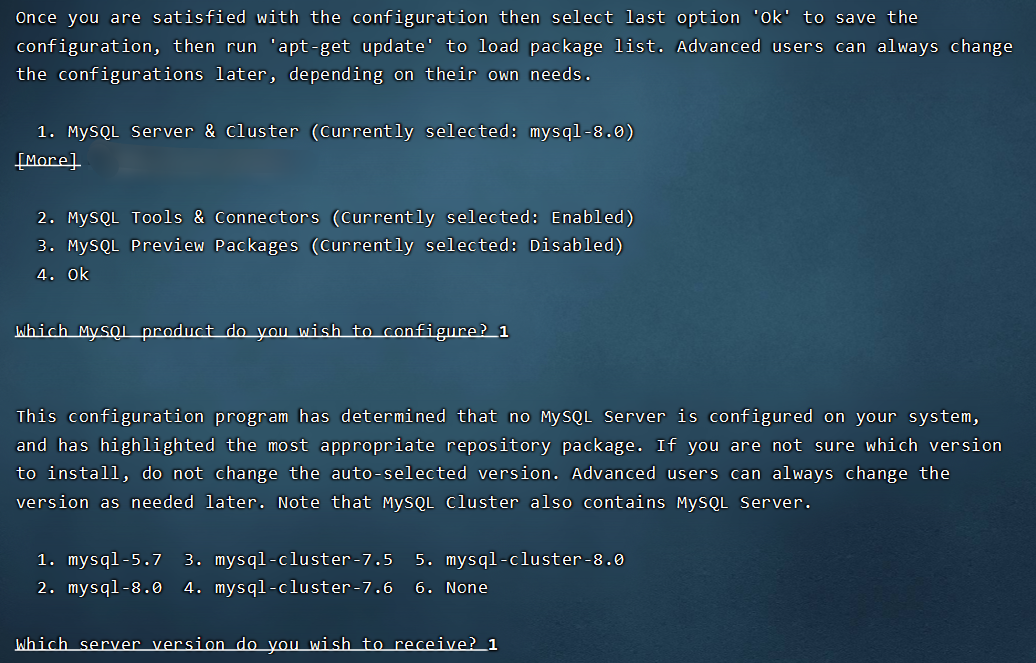 Once you are satisfied with the configuration then select last option 'Ok' to save the
configuration, then run 'apt-get update' to load package list. Advanced users can always change
the configurations later, depending on their own needs.
1. MySQL Server & Cluster (Currently selected: mysql-8.0)
[More]
2. MySQL Tools & Connectors (Currently selected: Enabled)
3. MySQL Preview Packages (Currently selected: Disabled)
4. Ok
Which MySQL product do you wish to configure? 1
This configuration program has determined that no MySQL Server is configured on your system,
and has highlighted the most appropriate repository package. If you are not sure which version
to install, do not change the auto-selected version. Advanced users can always change the
version as needed later. Note that MySQL Cluster also contains MySQL Server.
1. mysql-5.7  3. mysql-cluster-7.5  5. mysql-cluster-8.0
2. mysql-8.0  4. mysql-cluster-7.6  6. None
Which server version do you wish to receive? 1